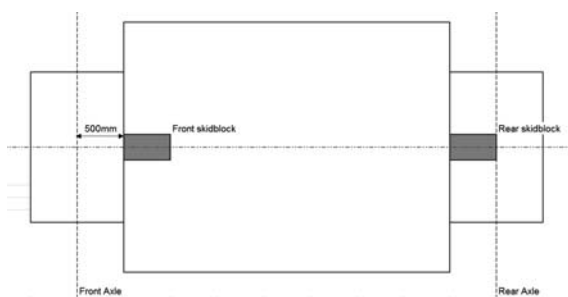 500mm
Front skidblock
Rear skidblock
Front Axle
Rear Axle